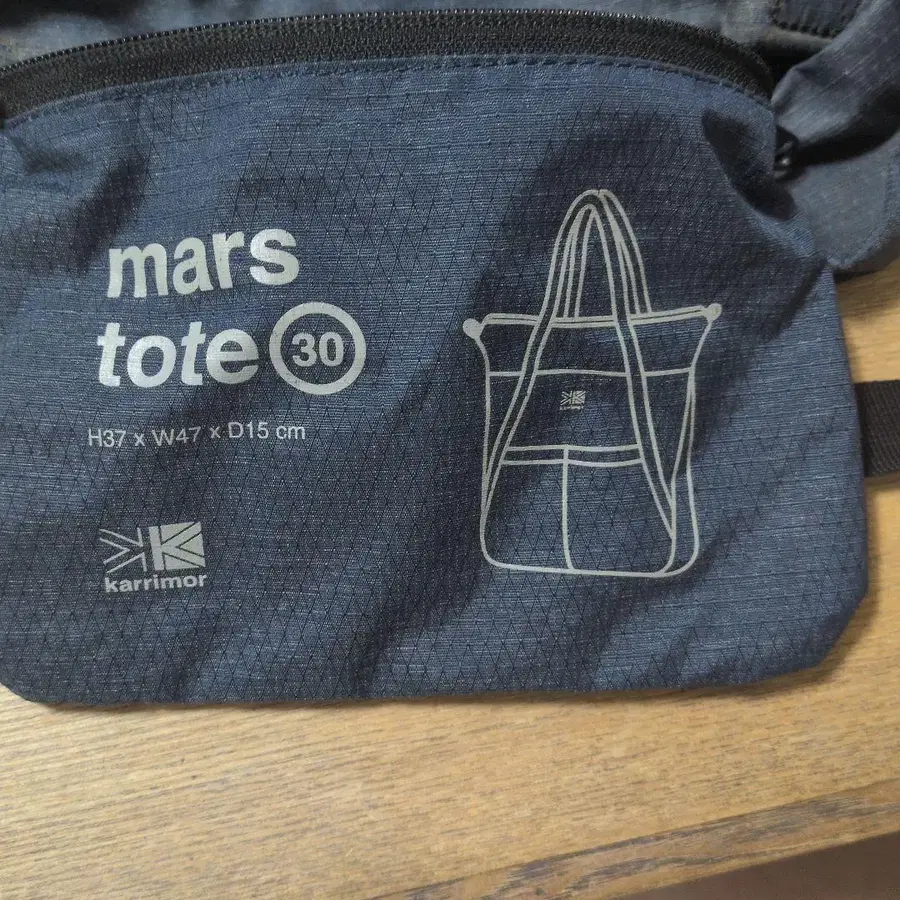 mars
tote 30
H37 x W47 x D15 cm
karrimor